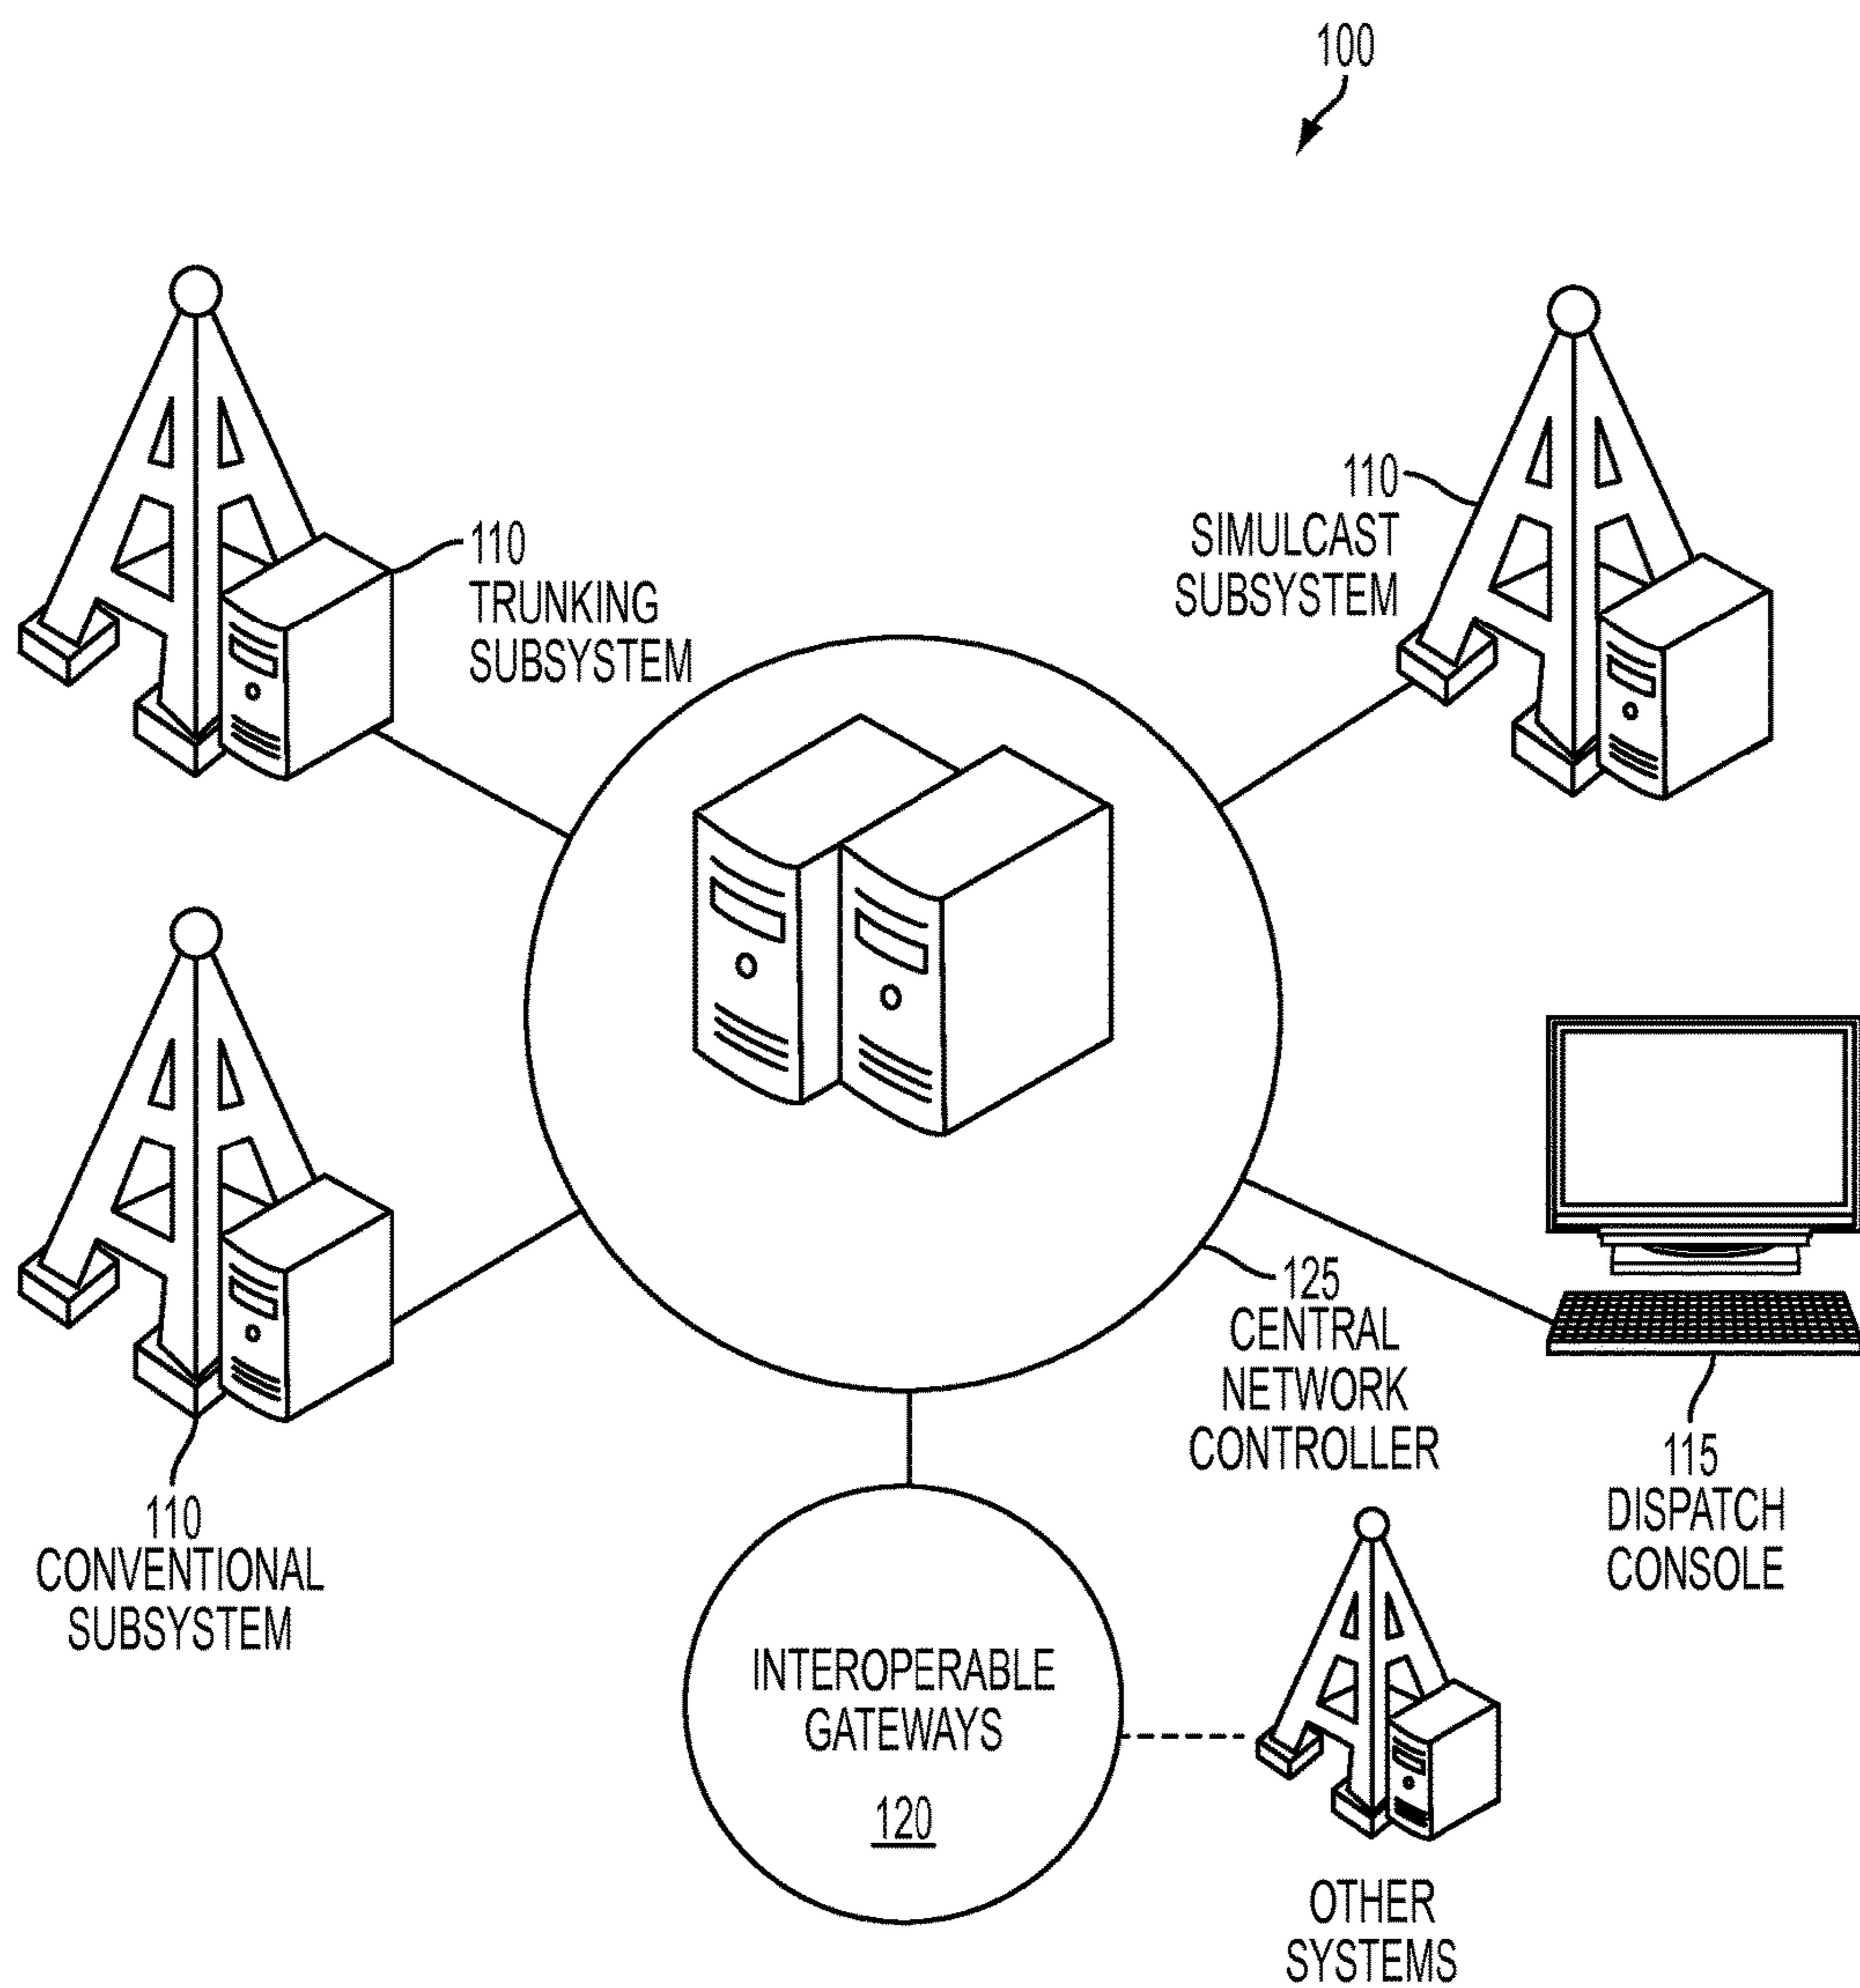 100
110
TRUNKING
SUBSYSTEM
110
SIMULCAST
SUBSYSTEM
125
CENTRAL
NETWORK
CONTROLLER
115
DISPATCH
CONSOLE
110
CONVENTIONAL
SUBSYSTEM
INTEROPERABLE
GATEWAYS
120
OTHER
SYSTEMS